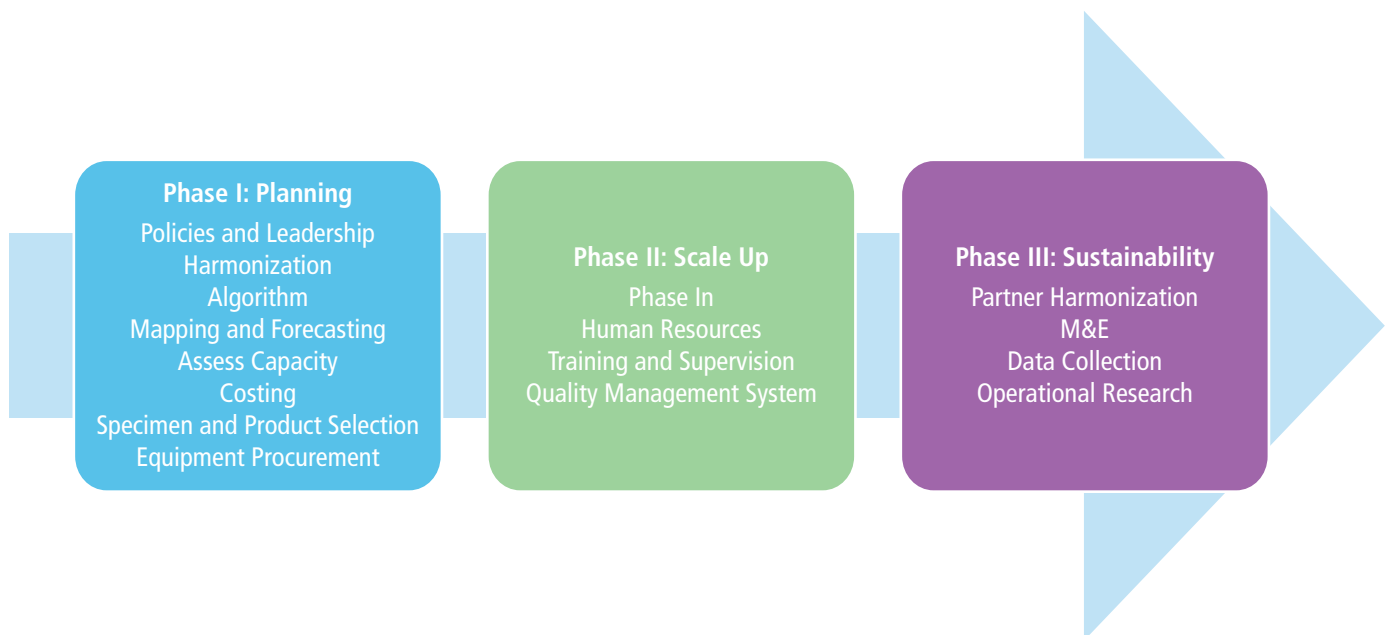 Phase I: Planning
Policies and Leadership
Harmonization
Algorithm
Mapping and Forecasting
Assess Capacity
Costing
Specimen and Product Selection
Equipment Procurement
Phase II: Scale Up
Phase In
Human Resources
Training and Supervision
Quality Management System
Phase III: Sustainability
Partner Harmonization
M&E
Data Collection
Operational Research